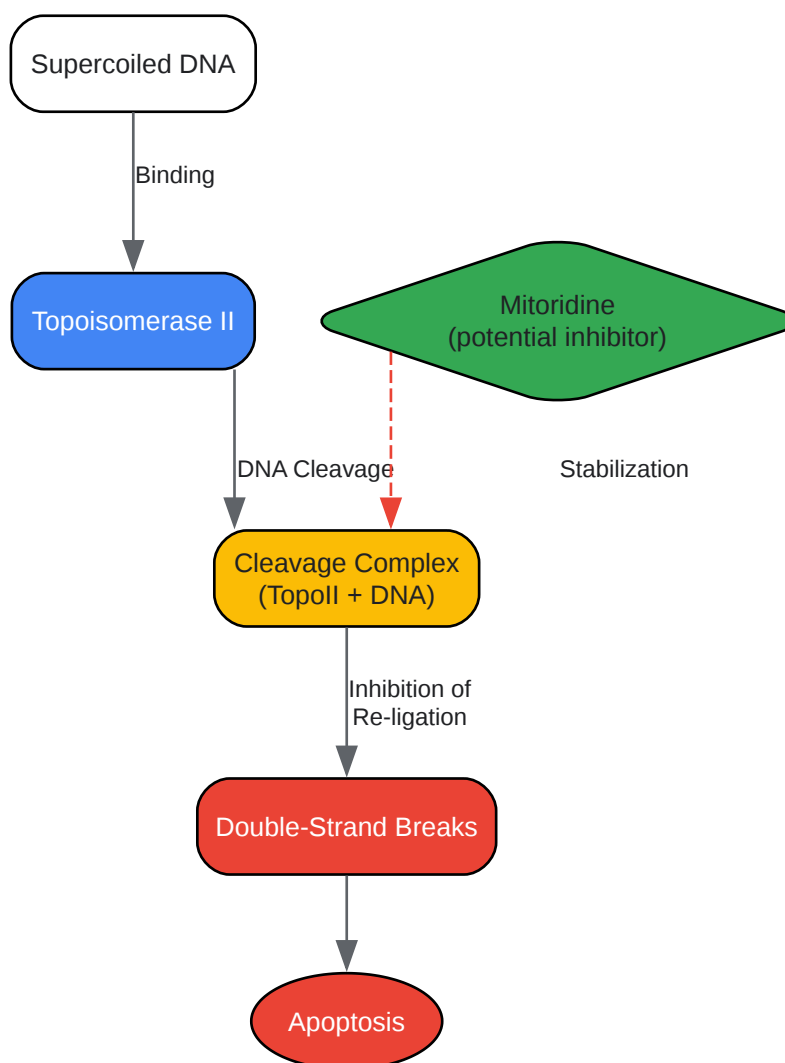 Supercoiled DNA
Binding
Topoisomerase II
Mitoridine
(potential inhibitor)
DNA Cleavage
Stabilization
Cleavage Complex
(TopoII + DNA)
Inhibition of
Re-ligation
Double-Strand Breaks
Apoptosis